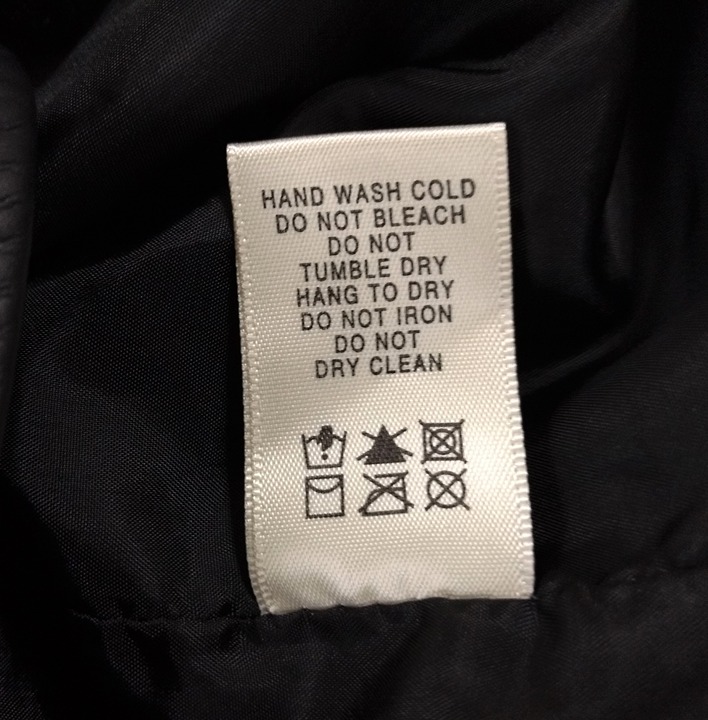 HAND WASH COLD
DO NOT BLEACH
DO NOT
TUMBLE DRY
HANG TO DRY
DO NOT IRON
DO NOT
DRY CLEAN